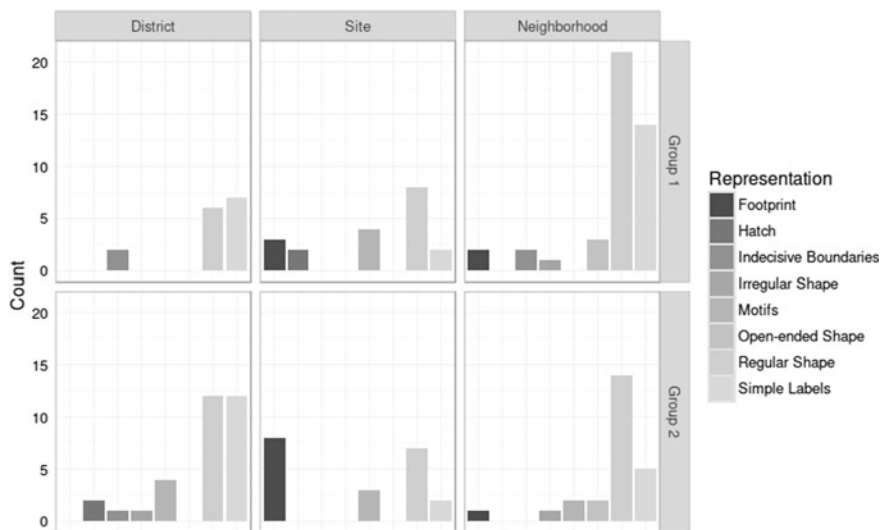 District Site Neighborhood
20
15
10
5
0
Group 1
20
15
10
5
0
Group 2
Count
Representation
Footprint
Hatch
Indecisive Boundaries
Irregular Shape
Motifs
Open-ended Shape
Regular Shape
Simple Labels